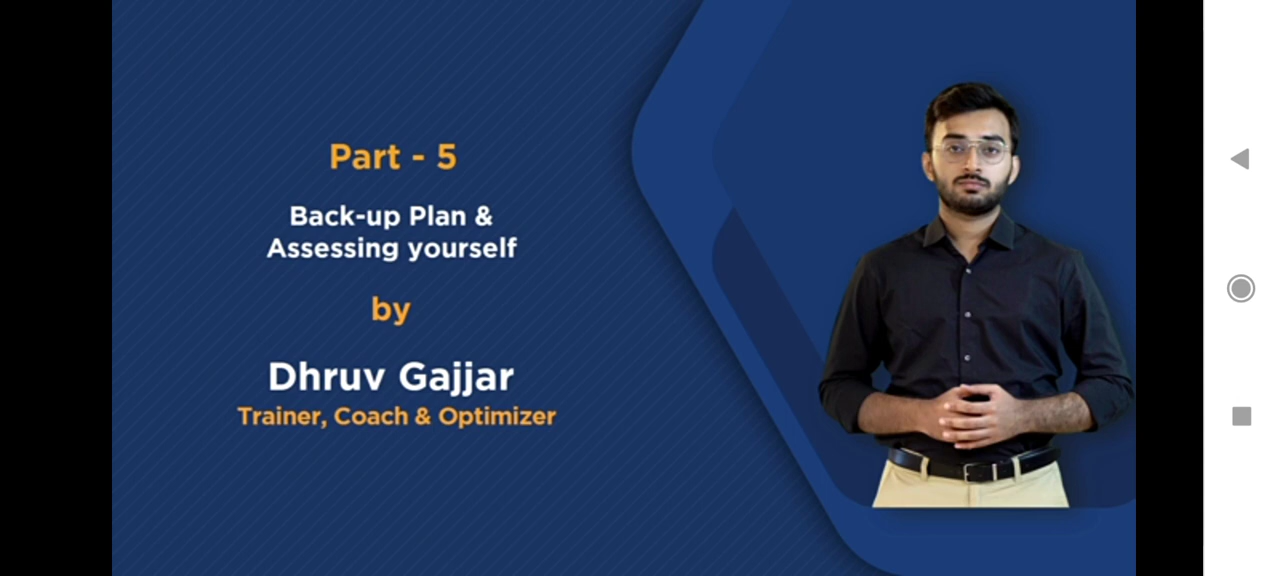 Part - 5
Back-up Plan &
Assessing yourself
by
Dhruv Gajjar
Trainer, Coach & Optimizer